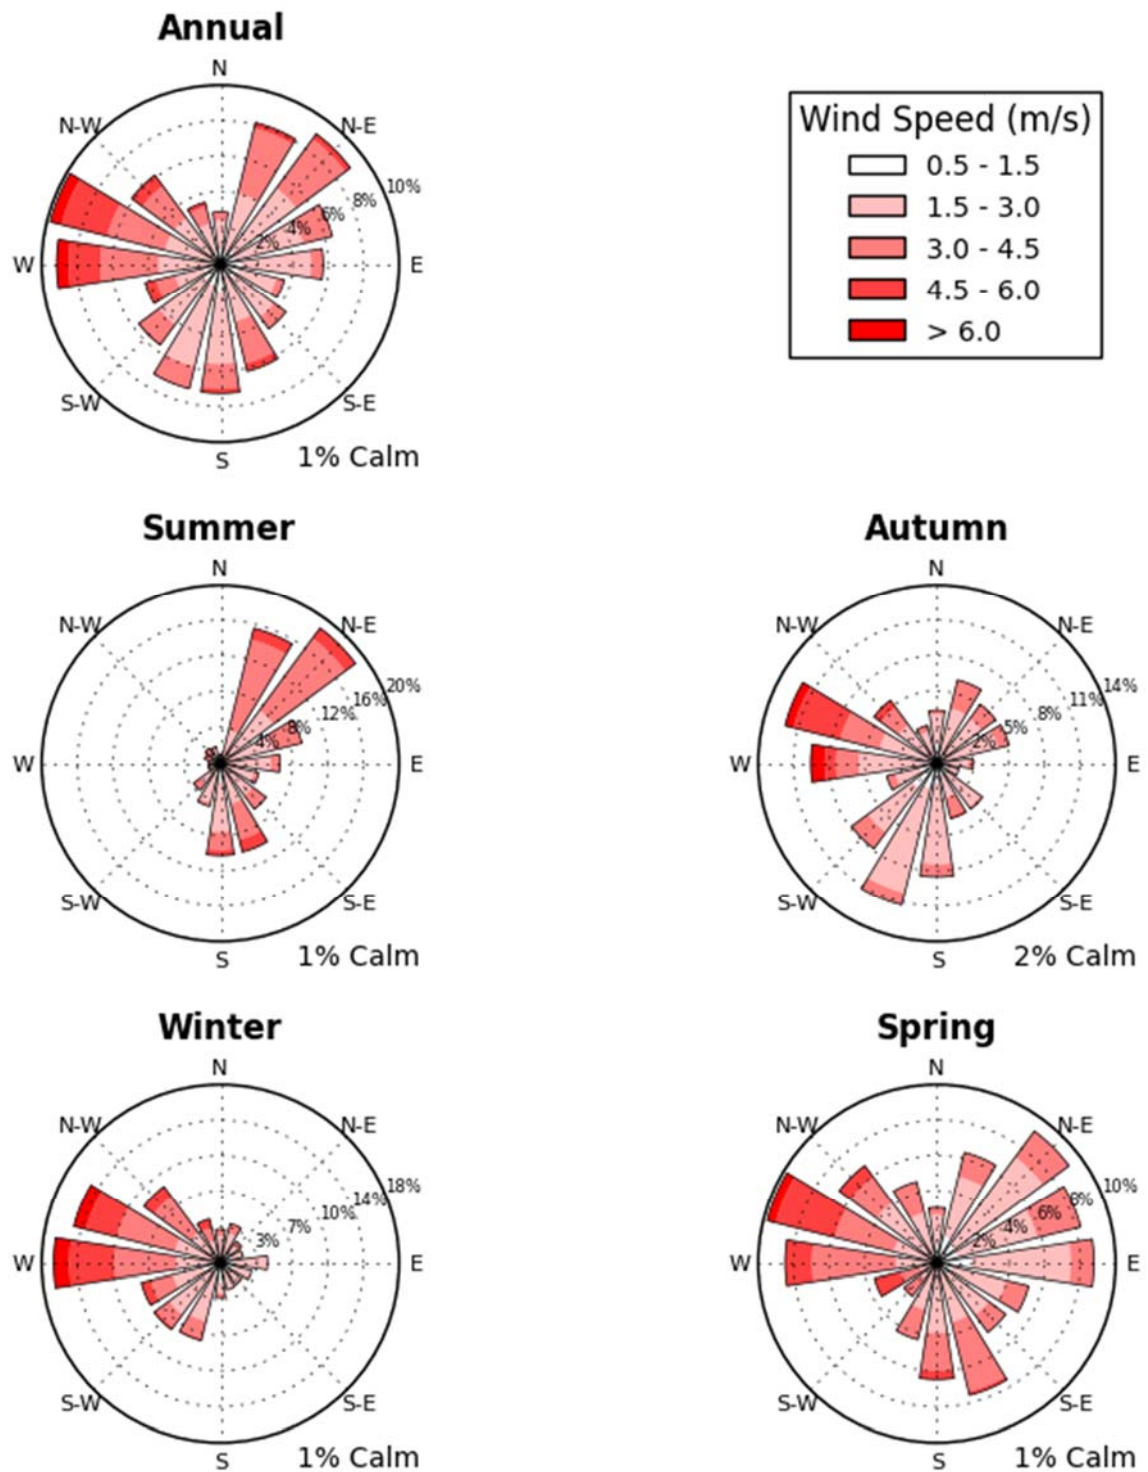 Annual
N
N-W
N-E
10%
8%
6%
4%
2%
W
E
S-W
S-E
S
1% Calm
Wind Speed (m/s)
0.5 - 1.5
1.5 - 3.0
3.0 - 4.5
4.5 - 6.0
> 6.0
Summer
N
N-W
N-E
20%
16%
12%
8%
4%
W
E
S-W
S-E
S
1% Calm
Autumn
N
N-W
N-E
14%
11%
8%
5%
2%
W
E
S-W
S-E
S
2% Calm
Winter
N
N-W
N-E
18%
14%
10%
7%
3%
W
E
S-W
S-E
S
1% Calm
Spring
N
N-W
N-E
10%
8%
6%
4%
2%
W
E
S-W
S-E
S
1% Calm